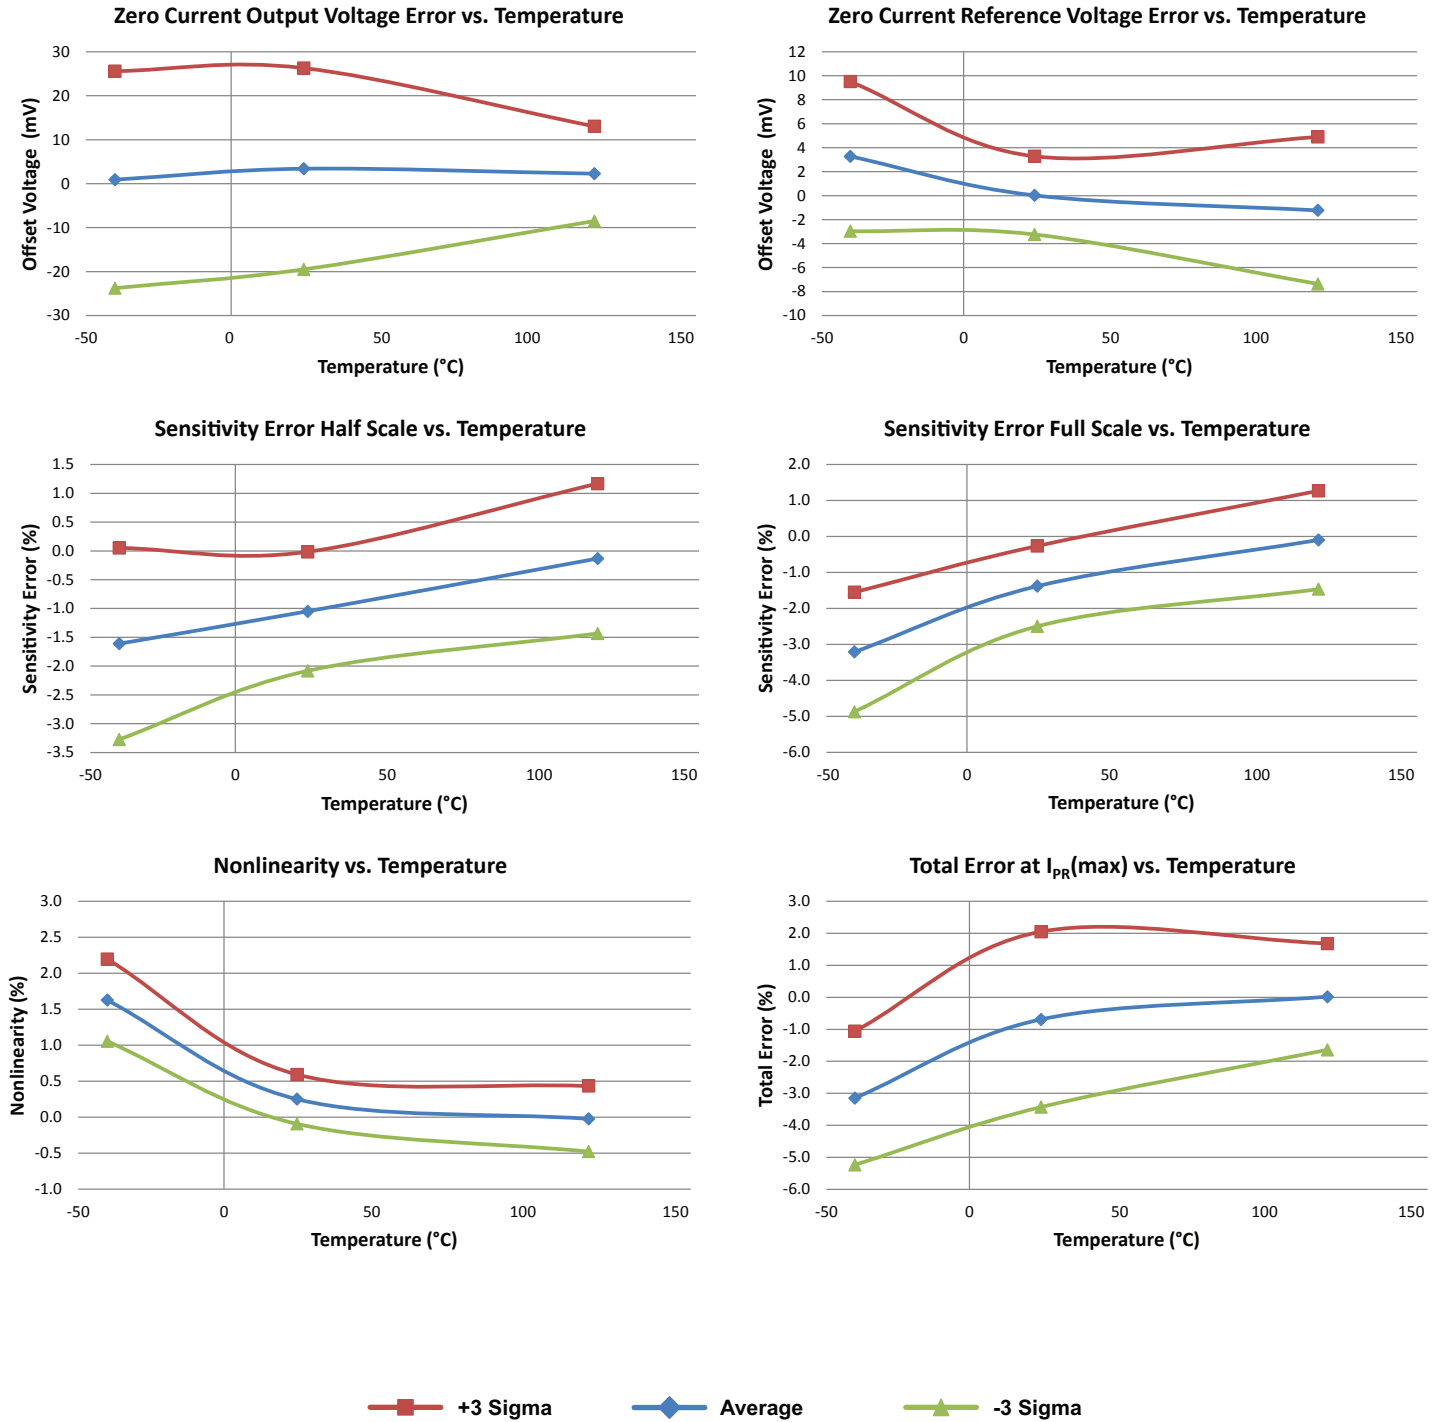 Zero Current Output Voltage Error vs. Temperature
Offset Voltage (mV)
30
20
10
0
-10
-20
-30
-50 0 50 100 150
Temperature (°C)
Zero Current Reference Voltage Error vs. Temperature
Offset Voltage (mV)
12
10
8
6
4
2
0
-2
-4
-6
-8
-10
-50 0 50 100 150
Temperature (°C)
Sensitivity Error Half Scale vs. Temperature
Sensitivity Error (%)
1.5
1.0
0.5
0.0
-0.5
-1.0
-1.5
-2.0
-2.5
-3.0
-3.5
-50 0 50 100 150
Temperature (°C)
Sensitivity Error Full Scale vs. Temperature
Sensitivity Error (%)
2.0
1.0
0.0
-1.0
-2.0
-3.0
-4.0
-5.0
-6.0
-50 0 50 100 150
Temperature (°C)
Nonlinearity vs. Temperature
Nonlinearity (%)
3.0
2.5
2.0
1.5
1.0
0.5
0.0
-0.5
-1.0
-50 0 50 100 150
Temperature (°C)
Total Error at IPR(max) vs. Temperature
Total Error (%)
3.0
2.0
1.0
0.0
-1.0
-2.0
-3.0
-4.0
-5.0
-6.0
-50 0 50 100 150
Temperature (°C)
+3 Sigma Average -3 Sigma